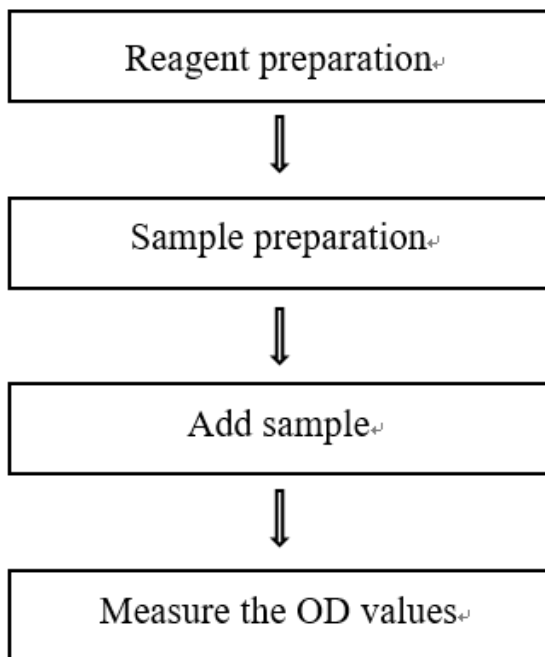 Reagent preparation
Sample preparation
Add sample
Measure the OD values